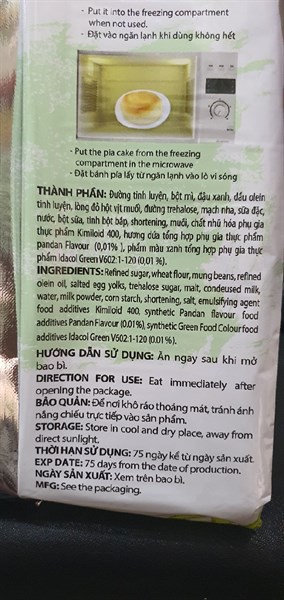 - Put it into the freezing compartment
when not used.
- Đặt vào ngăn lạnh khi dùng không hết
- Put the pia cake from the freezing
compartment in the microwave
- Đặt bánh pía lấy từ ngăn lạnh vào lò vi sóng
THÀNH PHẦN: Đường tinh luyện, bột mì, đậu xanh, dầu olein
tinh luyện, lòng đỏ hột vịt muối, đường trehalose, mạch nha, sữa đặc,
nước, bột sữa, tinh bột bắp, shortening, muối, chất nhũ hóa phụ gia
thực phẩm Kimiloid 400, hương dứa tổng hợp phụ gia thực phẩm
pandan Flavour (0,01%), phẩm màu xanh tổng hợp phụ gia thực
phẩm Idacol Green V602:1-120 (0.01 %).
INGREDIENTS: Refined sugar, wheat flour, mung beans, refined
olein oil, salted egg yolks, trehalose sugar, malt, condeused milk,
water, milk powder, corn starch, shortening, salt, emulsifying agent
food additives Kimiloid 400, synthetic Pandan flavour food
additives Pandan Flavour (0.01%), synthetic Green Food Colour food
additives Idacol Green V602:1-120 (0.01 %).
HƯỚNG DẪN SỬ DỤNG: Ăn ngay sau khi mở
bao bì.
DIRECTION FOR USE: Eat immediately after
opening the package.
BẢO QUẢN: Để nơi khô ráo thoáng mát, tránh ánh
nắng chiếu trực tiếp vào sản phẩm.
STORAGE: Store in cool and dry place, away from
direct sunlight.
THỜI HẠN SỬ DỤNG: 75 ngày kể từ ngày sản xuất.
EXP DATE: 75 days from the date of production.
NGÀY SẢN XUẤT: Xem trên bao bì.
MFG: See the packaging.